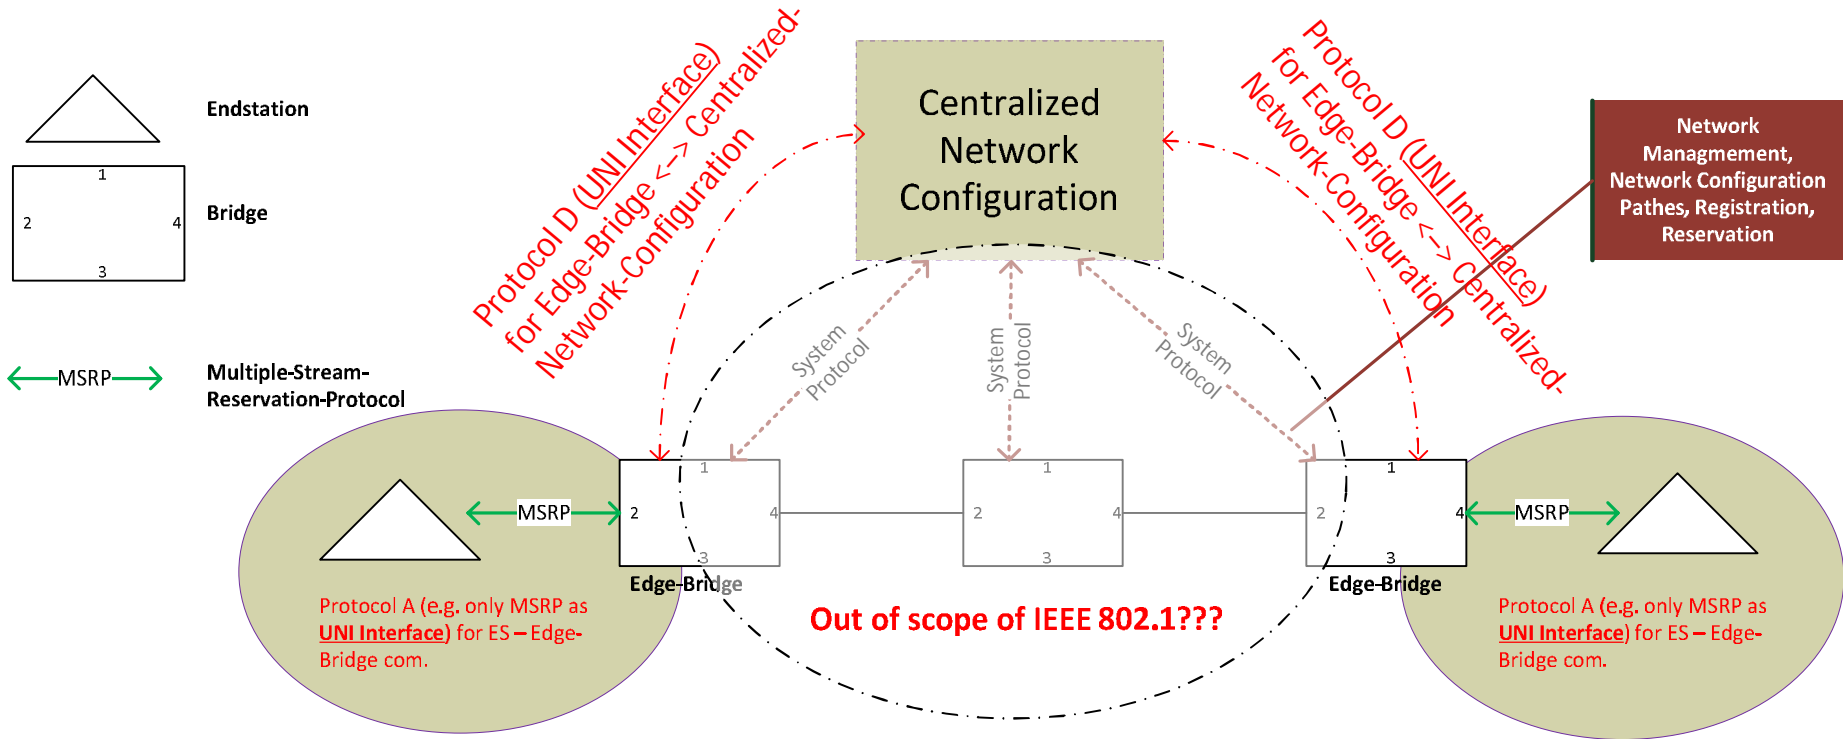 Endstation
1
2
4
3
Bridge
MSRP
Multiple-Stream-
Reservation-Protocol
Protocol D (UNI Interface)
for Edge-Bridge <-> Centralized-
Network-Configuration
Centralized
Network
Configuration
Protocol D (UNI Interface)
for Edge-Bridge <-> Centralized-
Network-Configuration
Network
Managmement,
Network Configuration
Pathes, Registration,
Reservation
System
Protocol
System
Protocol
System
Protocol
MSRP
1
2
4
3
Edge-Bridge
1
2
4
3
1
2
4
3
Edge-Bridge
MSRP
Protocol A (e.g. only MSRP as
UNI Interface) for ES – Edge-
Bridge com.
Out of scope of IEEE 802.1???
Protocol A (e.g. only MSRP as
UNI Interface) for ES – Edge-
Bridge com.